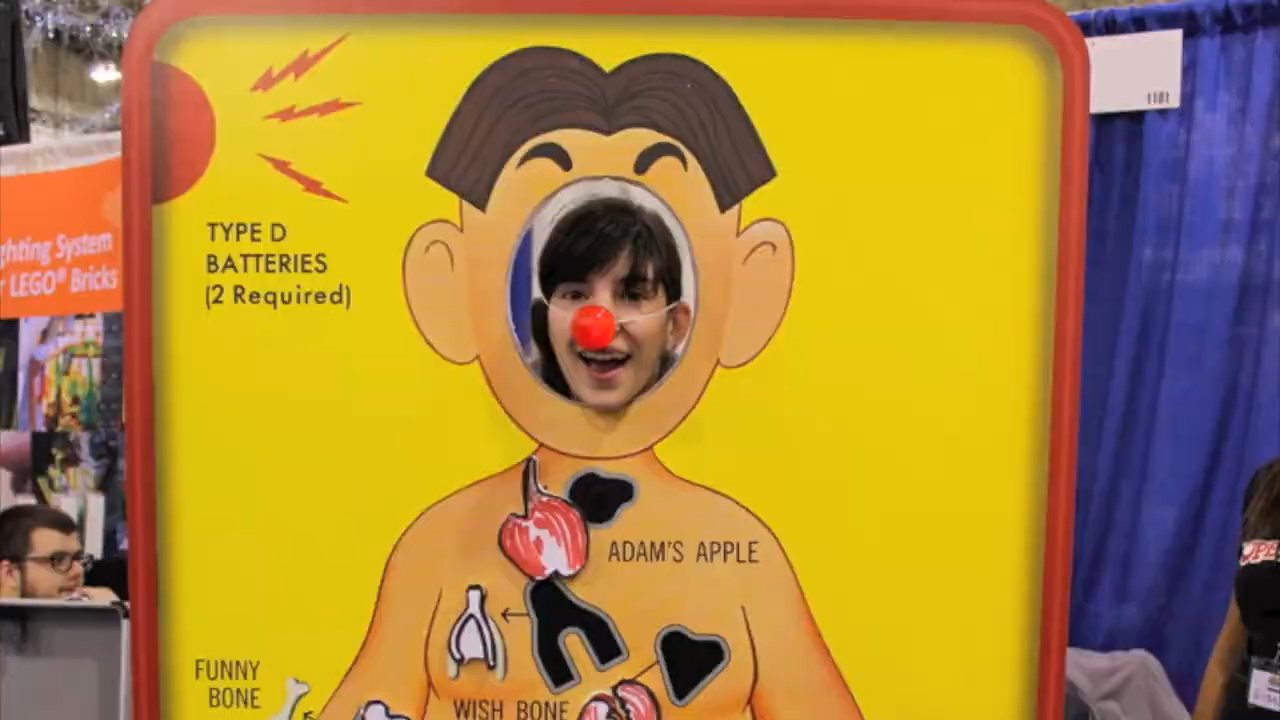 1101
TYPE D
BATTERIES
(2 Required)
ghting System
LEGO® Bricks
ADAM'S APPLE
FUNNY
BONE
WISH BONE